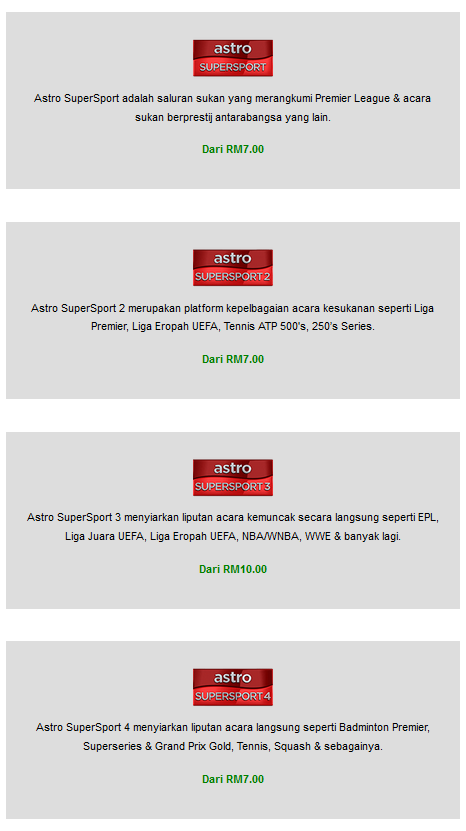 astro
SUPERSPORT
Astro SuperSport adalah saluran sukan yang merangkumi Premier League & acara
sukan berprestij antarabangsa yang lain.
Dari RM7.00
astro
SUPERSPORT 2
Astro SuperSport 2 merupakan platform kepelbagaian acara kesukanan seperti Liga
Premier, Liga Eropah UEFA, Tennis ATP 500's, 250's Series.
Dari RM7.00
astro
SUPERSPORT 3
Astro SuperSport 3 menyiarkan liputan acara kemuncak secara langsung seperti EPL,
Liga Juara UEFA, Liga Eropah UEFA, NBA/WNBA, WWE & banyak lagi.
Dari RM10.00
astro
SUPERSPORT 4
Astro SuperSport 4 menyiarkan liputan acara langsung seperti Badminton Premier,
Superseries & Grand Prix Gold, Tennis, Squash & sebagainya.
Dari RM7.00